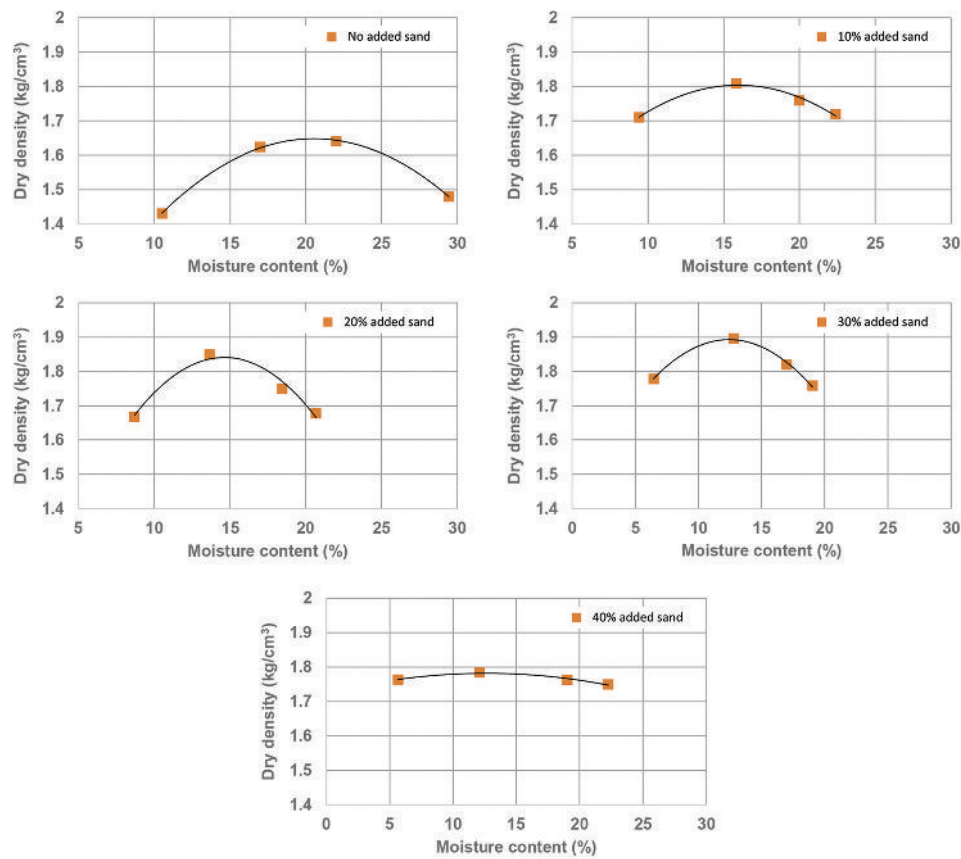 2
1.9
1.8
1.7
1.6
1.5
1.4
Dry density (kg/cm³)
No added sand
5 10 15 20 25 30
Moisture content (%)
2
1.9
1.8
1.7
1.6
1.5
1.4
Dry density (kg/cm³)
10% added sand
5 10 15 20 25 30
Moisture content (%)
2
1.9
1.8
1.7
1.6
1.5
1.4
Dry density (kg/cm³)
20% added sand
5 10 15 20 25 30
Moisture content (%)
2
1.9
1.8
1.7
1.6
1.5
1.4
Dry density (kg/cm³)
30% added sand
0 5 10 15 20 25 30
Moisture content (%)
2
1.9
1.8
1.7
1.6
1.5
1.4
Dry density (kg/cm³)
40% added sand
0 5 10 15 20 25 30
Moisture content (%)